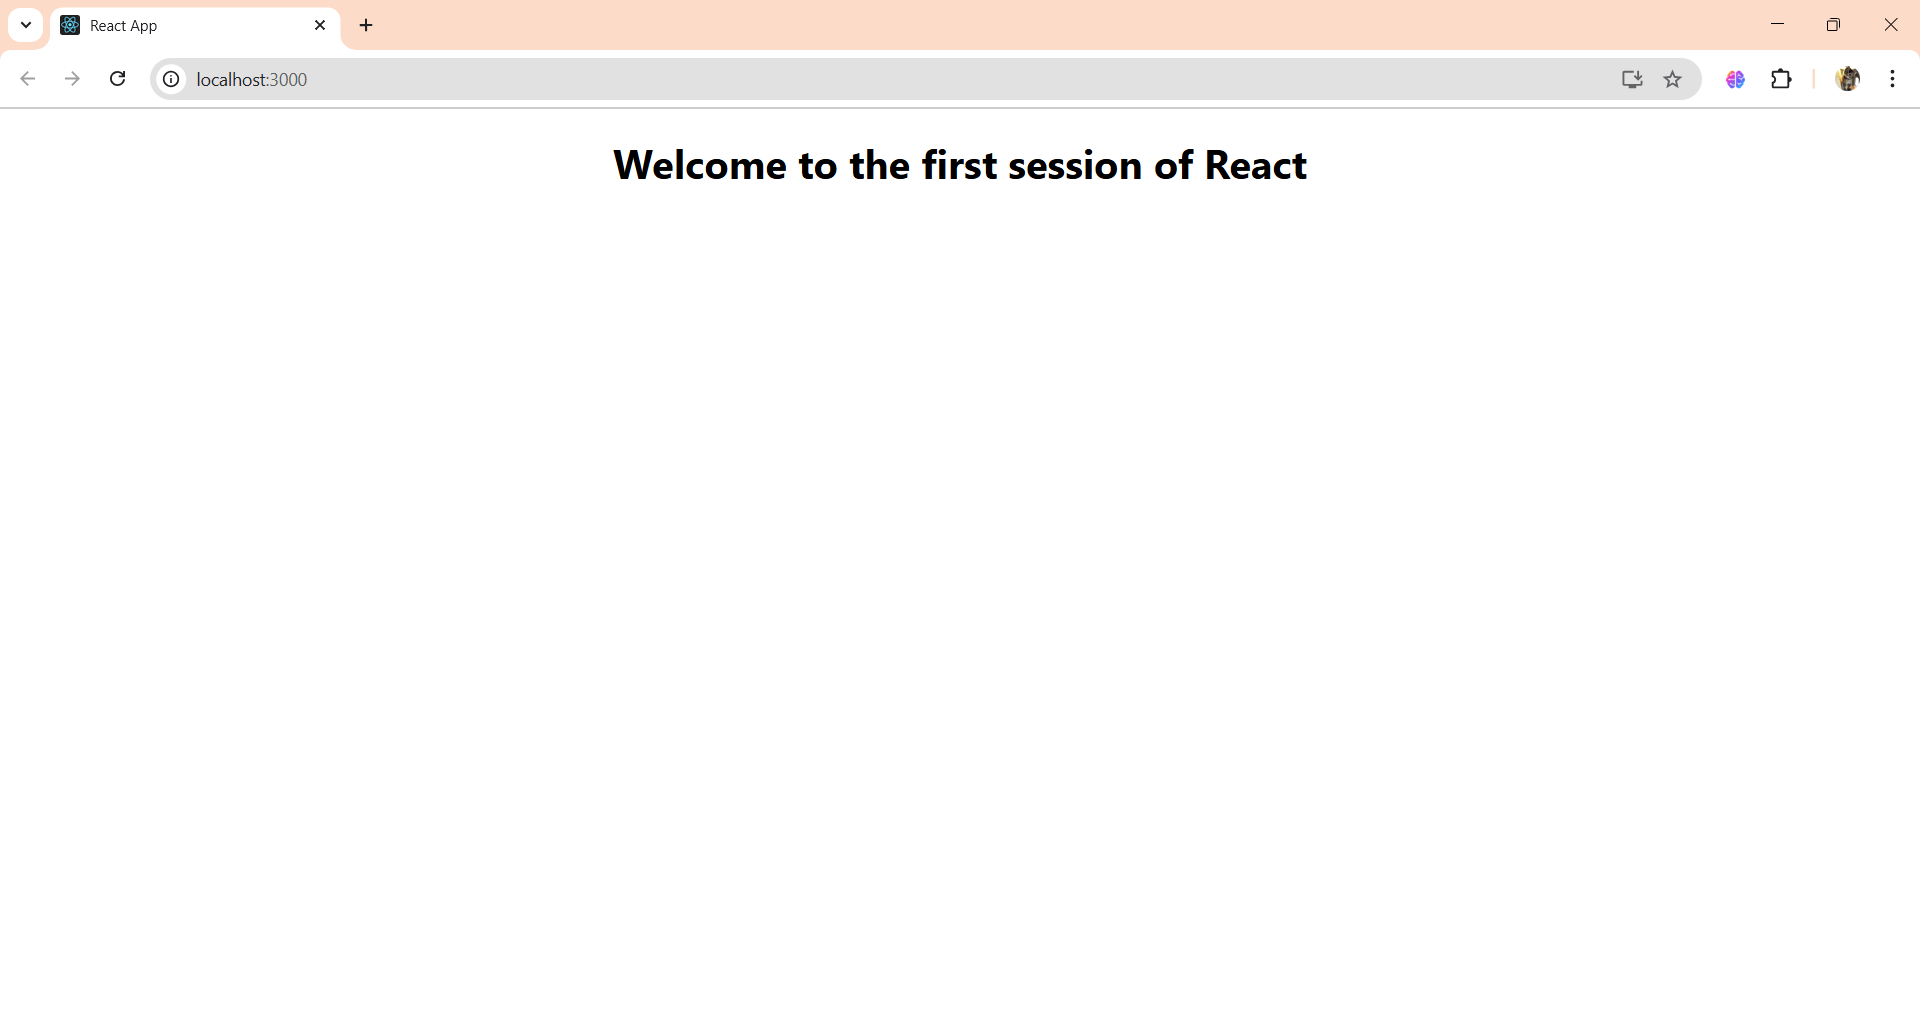 React App
localhost:3000
Welcome to the first session of React